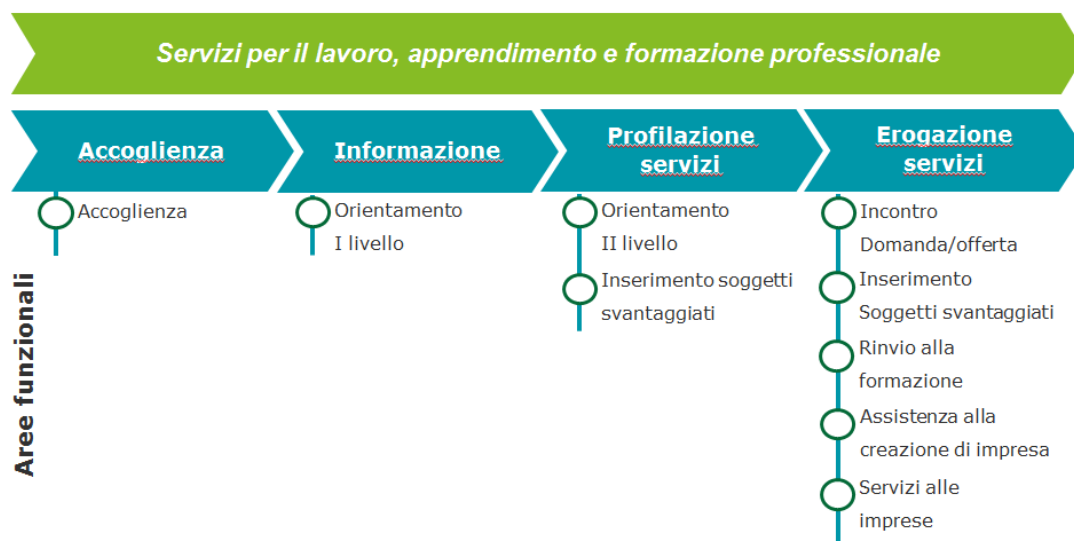 Servizi per il lavoro, apprendimento e formazione professionale
Accoglienza
Informazione
Profilazione
servizi
Erogazione
servizi
Aree funzionali
Accoglienza
Orientamento
I livello
Orientamento
II livello
Inserimento soggetti
svantaggiati
Incontro
Domanda/offerta
Inserimento
Soggetti svantaggiati
Rinvio alla
formazione
Assistenza alla
creazione di impresa
Servizi alle
imprese